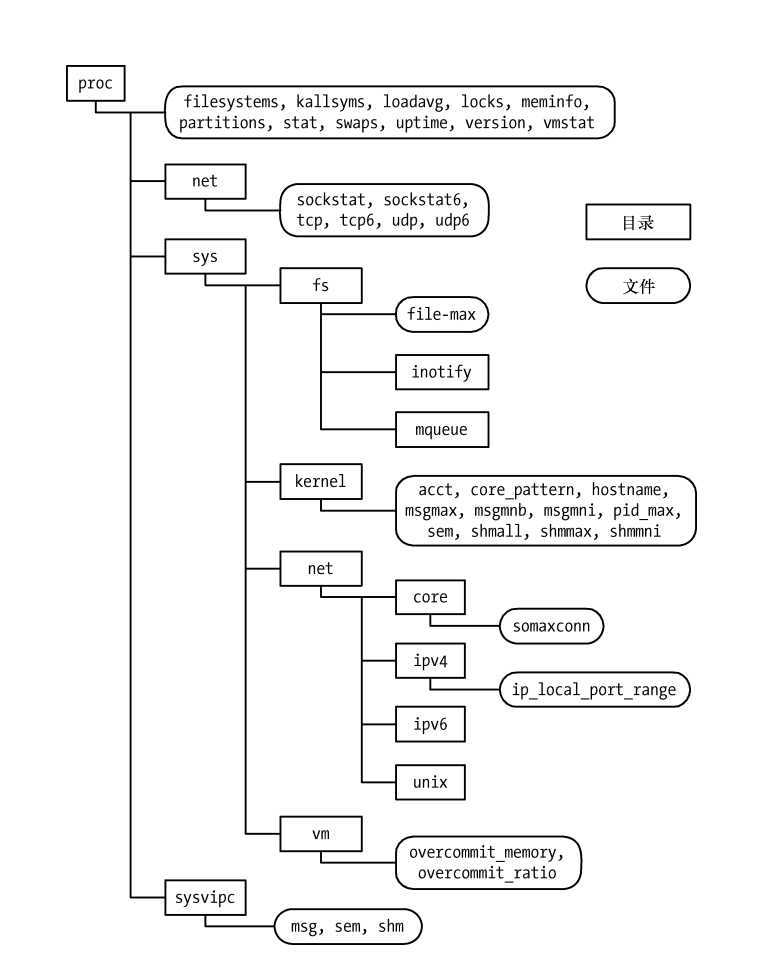 proc
filesystems, kallsyms, loadavg, locks, meminfo,
partitions, stat, swaps, uptime, version, vmstat
net
sockstat, sockstat6,
tcp, tcp6, udp, udp6
目录
sys
fs
文件
file-max
inotify
mqueue
kernel
acct, core_pattern, hostname,
msgmax, msgmnb, msgmni, pid_max,
sem, shmall, shmmax, shmmni
net
core
somaxconn
ipv4
ip_local_port_range
ipv6
unix
vm
overcommit_memory,
overcommit_ratio
sysvipc
msg, sem, shm